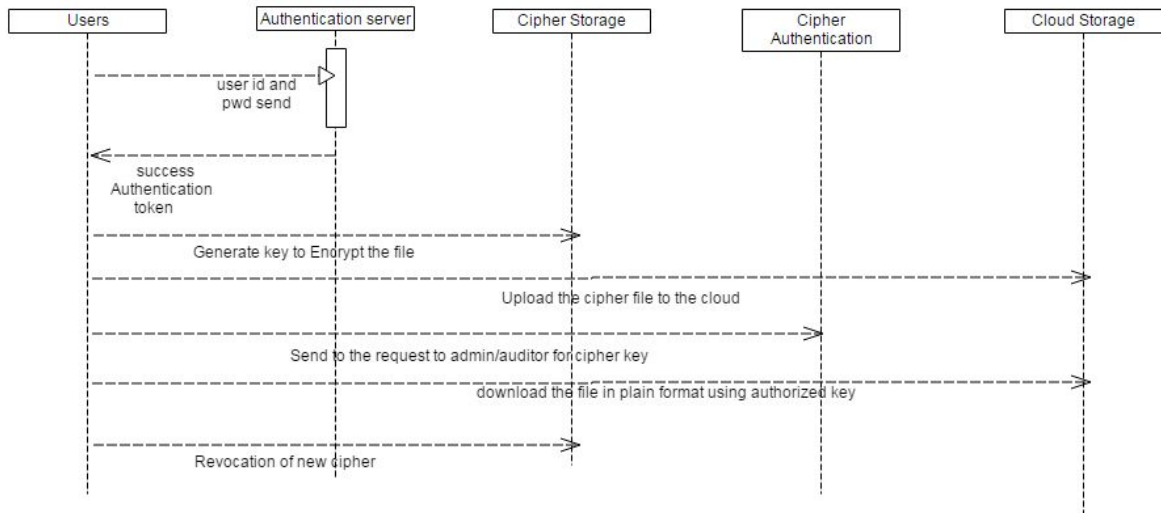 Users
Authentication server
Cipher Storage
Cipher
Authentication
Cloud Storage
user id and
pwd send
success
Authentication
token
Generate key to Encrypt the file
Upload the cipher file to the cloud
Send to the request to admin/auditor for cipher key
download the file in plain format using authorized key
Revocation of new cipher